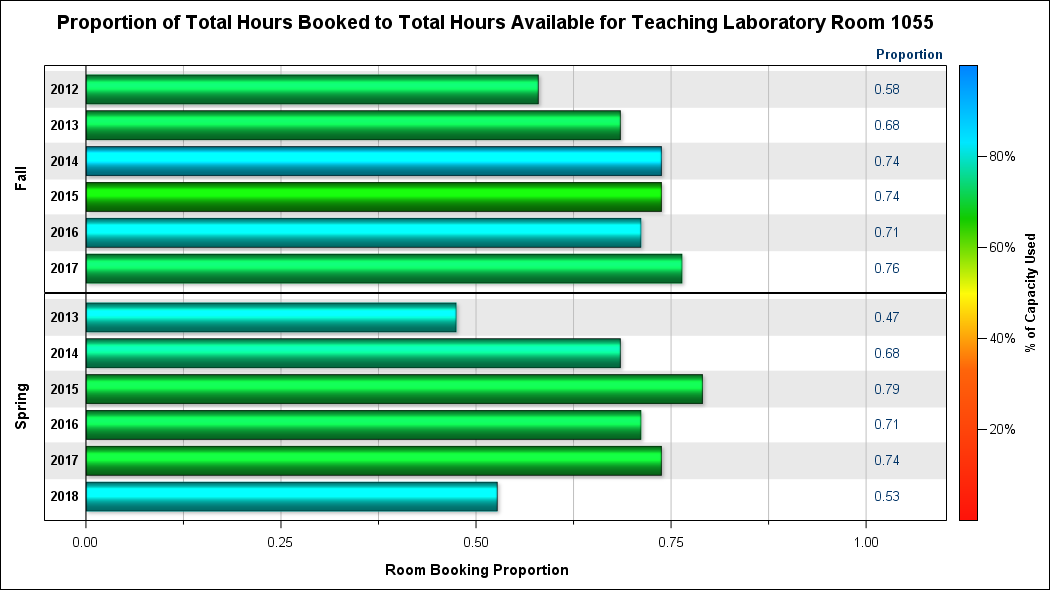 Proportion of Total Hours Booked to Total Hours Available for Teaching Laboratory Room 1055
Proportion
Fall
2012 0.58
2013 0.68
2014 0.74
2015 0.74
2016 0.71
2017 0.76
Spring
2013 0.47
2014 0.68
2015 0.79
2016 0.71
2017 0.74
2018 0.53
0.00 0.25 0.50 0.75 1.00
Room Booking Proportion
80%
60%
40%
20%
% of Capacity Used